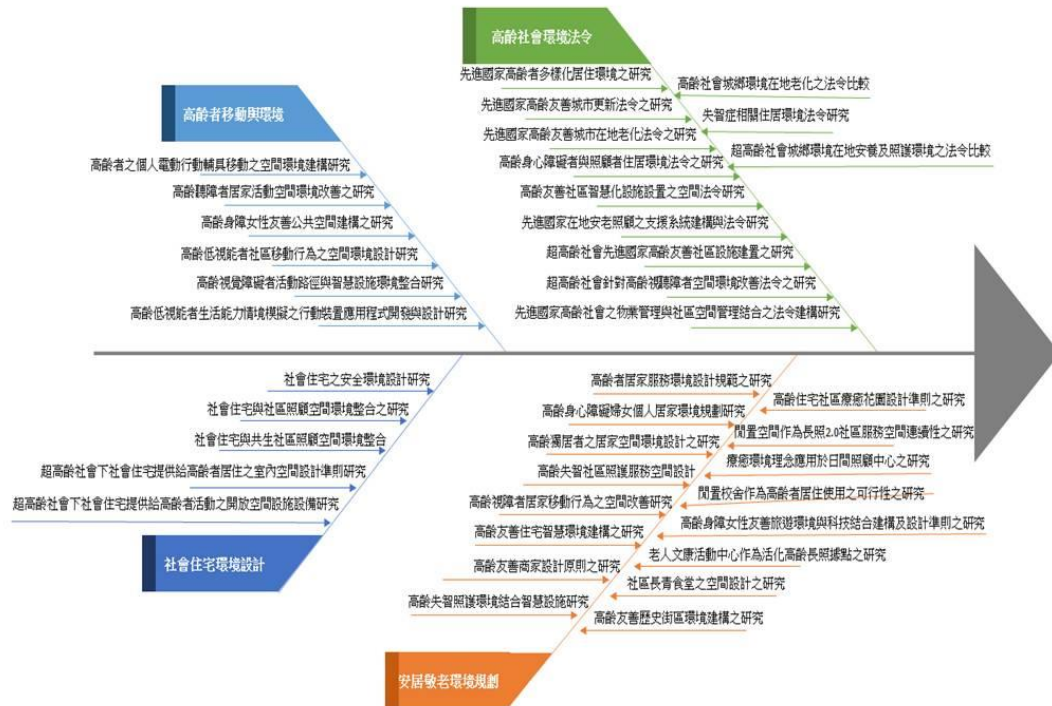 高齡社會環境法令
先進國家高齡者多樣化居住環境之研究
高齡社會城鄉環境在地老化之法令比較
先進國家高齡友善城市更新法令之研究
失智症相關住居環境法令研究
先進國家高齡友善城市在地老化法令之研究
超高齡社會城鄉環境在地安養及照護環境之法令比較
高齡身心障礙者與照顧者住居環境法令之研究
高齡友善社區智慧化設施設置之空間法令研究
先進國家在地安老照顧之支援系統建構與法令研究
超高齡社會先進國家高齡友善社區設施建置之研究
超高齡社會針對高齡視聽障者空間環境改善法令之研究
先進國家高齡社會之物業管理與社區空間管理結合之法令建構研究
高齡者移動與環境
高齡者之個人電動行動輔具移動之空間環境建構研究
高齡聽障者居家活動空間環境改善之研究
高齡身障女性友善公共空間建構之研究
高齡低視能者社區移動行為之空間環境設計研究
高齡視覺障礙者活動路徑與智慧設施環境整合研究
高齡低視能者生活能力情境模擬之行動裝置應用程式開發與設計研究
社會住宅之安全環境設計研究
社會住宅與社區照顧空間環境整合之研究
社會住宅與共生社區照顧空間環境整合
超高齡社會下社會住宅提供給高齡者居住之室內空間設計準則研究
超高齡社會下社會住宅提供給高齡者活動之開放空間設施設備研究
社會住宅環境設計
高齡者居家服務環境設計規範之研究
高齡住宅社區療癒花園設計準則之研究
高齡身心障礙婦女個人居家環境規劃研究
閒置空間作為長照2.0社區服務空間連續性之研究
高齡獨居者之居家空間環境設計之研究
療癒環境理念應用於日間照顧中心之研究
高齡失智社區照護服務空間設計
閒置校舍作為高齡者居住使用之可行性之研究
高齡視障者居家移動行為之空間改善研究
高齡身障女性友善旅遊環境與科技結合建構及設計準則之研究
高齡友善住宅智慧環境建構之研究
老人文康活動中心作為活化高齡長照據點之研究
高齡友善商家設計原則之研究
社區長青食堂之空間設計之研究
高齡失智照護環境結合智慧設施研究
高齡友善歷史街區環境建構之研究
安居敬老環境規劃